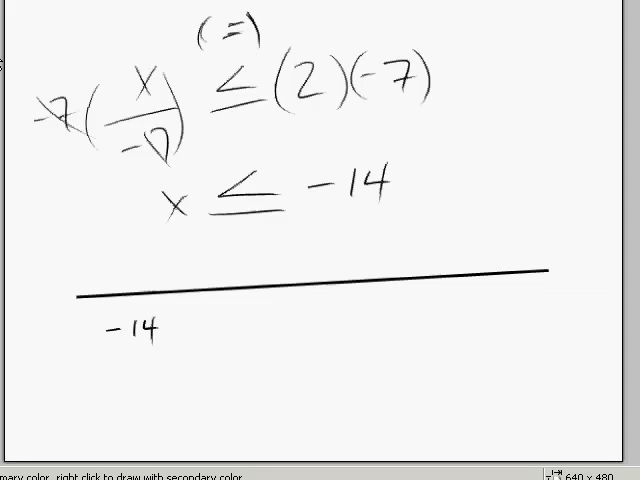 (=)
-7(x/-7) ≤ (2)(-7)
x ≤ -14
-14
mary color, right click to draw with secondary color.
640 x 480